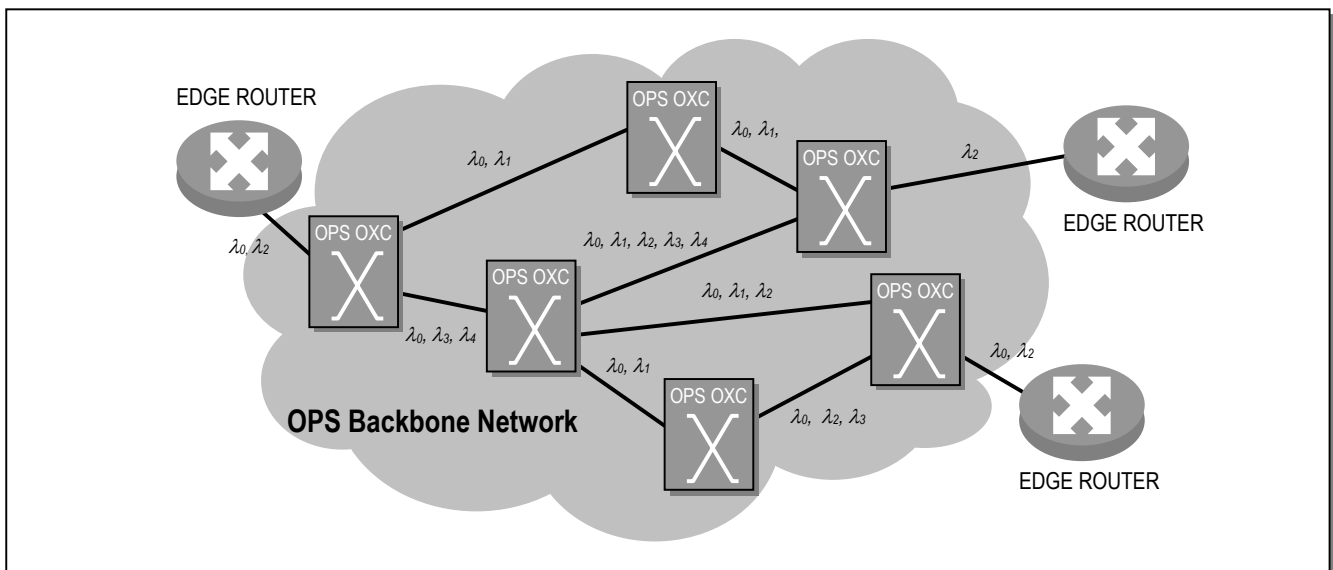 EDGE ROUTER
OPS OXC
λ0, λ1,
OPS OXC
λ2
EDGE ROUTER
λ0, λ1
λ0, λ2
OPS OXC
λ0, λ1, λ2, λ3, λ4
OPS OXC
λ0, λ1, λ2
OPS OXC
λ0, λ3, λ4
λ0, λ1
λ0, λ2
OPS OXC
OPS Backbone Network
λ0, λ2, λ3
EDGE ROUTER